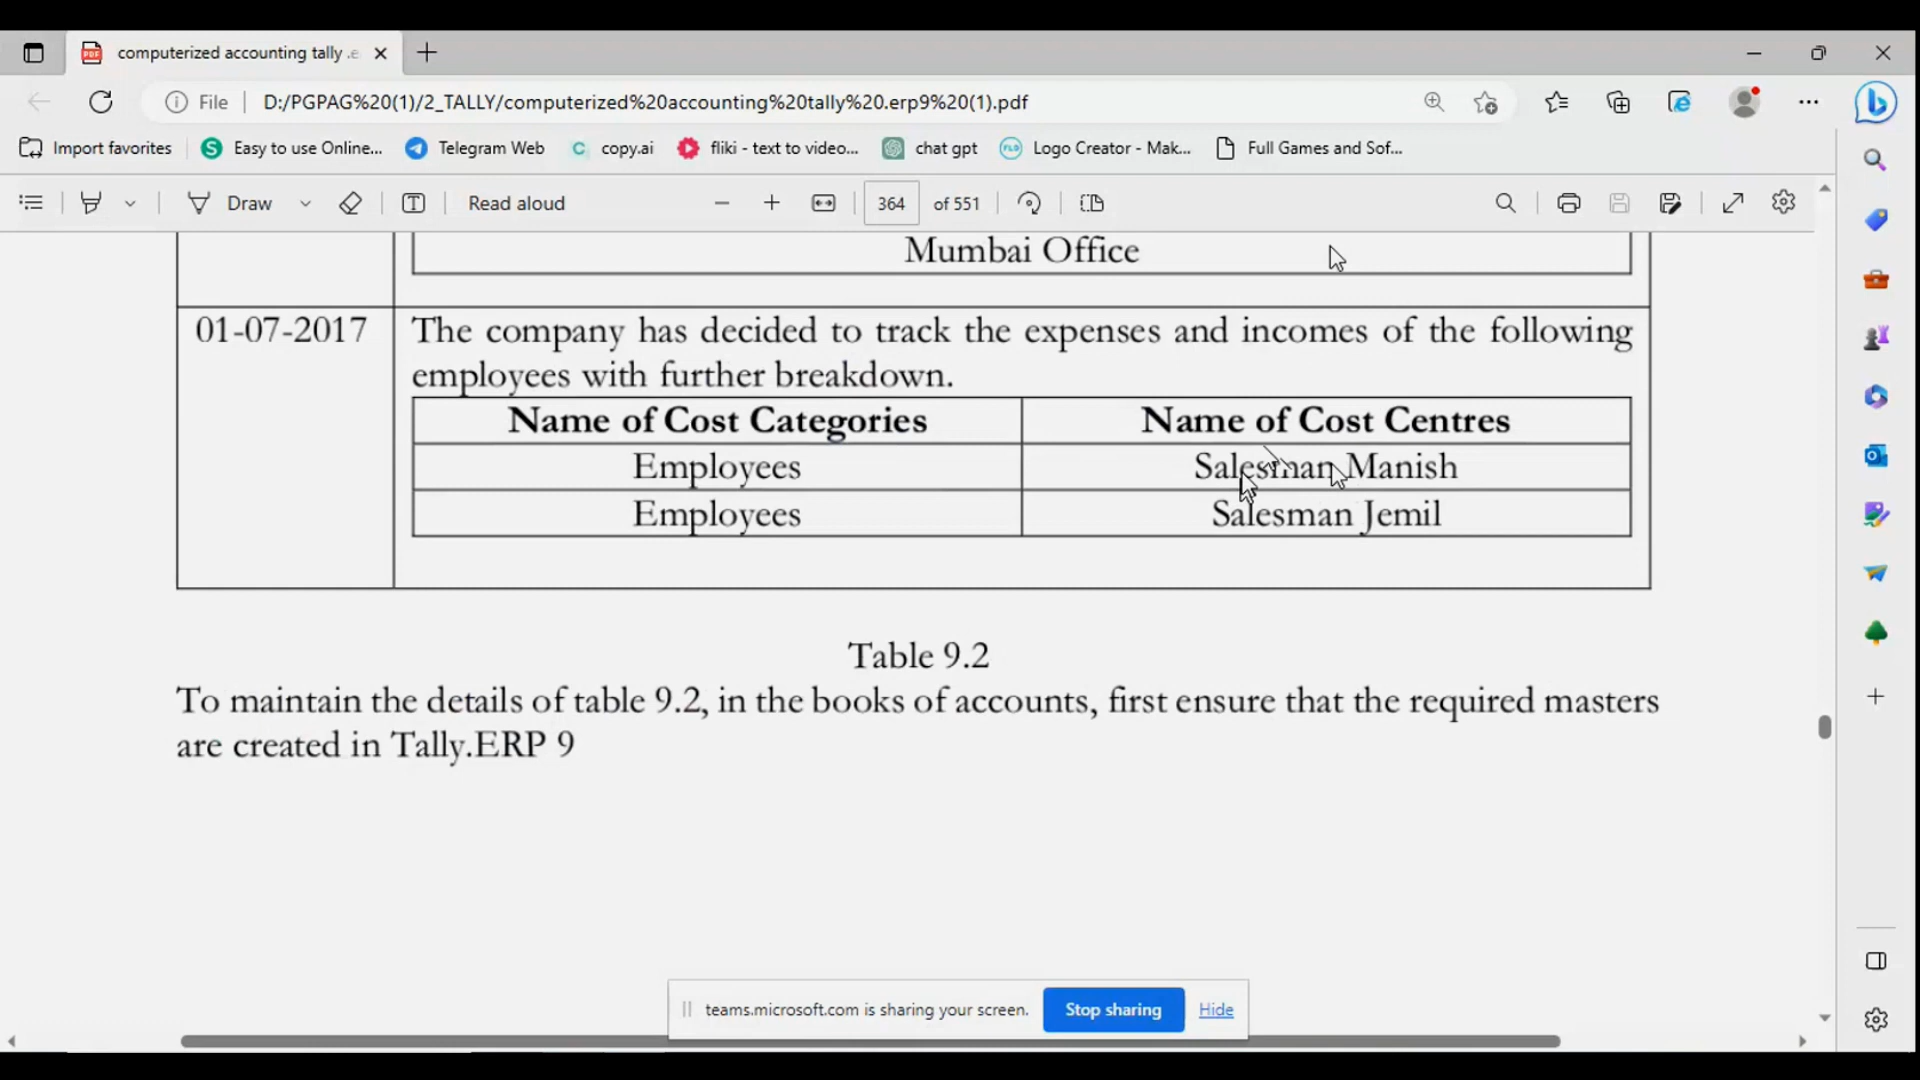 computerized accounting tally .e
File
D:/PGPAG%20(1)/2_TALLY/computerized%20accounting%20tally%20.erp9%20(1).pdf
Import favorites
Easy to use Online...
Telegram Web
copy.ai
fliki - text to video...
chat gpt
Logo Creator - Mak...
Full Games and Sof...
Draw
Read aloud
364 of 551
Mumbai Office
01-07-2017
The company has decided to track the expenses and incomes of the following
employees with further breakdown.
Name of Cost Categories
Name of Cost Centres
Employees
Salesman Manish
Employees
Salesman Jemil
Table 9.2
To maintain the details of table 9.2, in the books of accounts, first ensure that the required masters
are created in Tally.ERP 9
teams.microsoft.com is sharing your screen.
Stop sharing
Hide